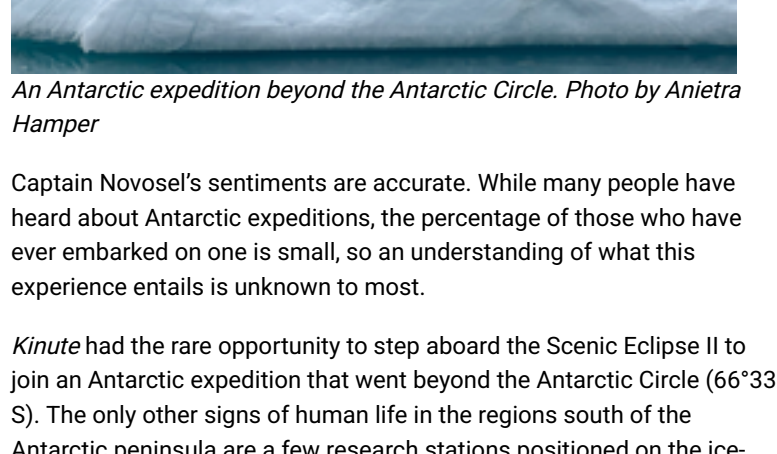 An Antarctic expedition beyond the Antarctic Circle. Photo by Anietra
Hamper
Captain Novosel’s sentiments are accurate. While many people have
heard about Antarctic expeditions, the percentage of those who have
ever embarked on one is small, so an understanding of what this
experience entails is unknown to most.
Kinute had the rare opportunity to step aboard the Scenic Eclipse II to
join an Antarctic expedition that went beyond the Antarctic Circle (66°33
S). The only other signs of human life in the regions south of the
Antarctic peninsula are a few research stations positioned on the ice-